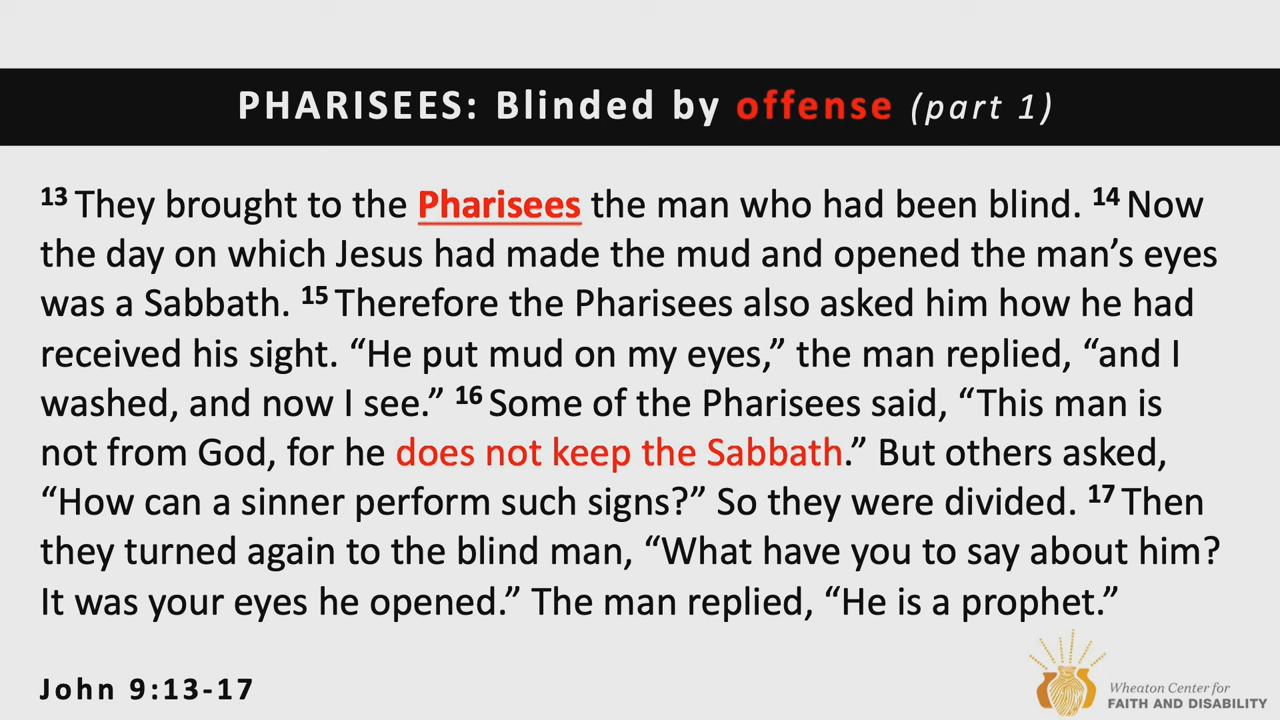 PHARISEES: Blinded by offense (part 1)
13 They brought to the Pharisees the man who had been blind. 14 Now
the day on which Jesus had made the mud and opened the man’s eyes
was a Sabbath. 15 Therefore the Pharisees also asked him how he had
received his sight. “He put mud on my eyes,” the man replied, “and I
washed, and now I see.” 16 Some of the Pharisees said, “This man is
not from God, for he does not keep the Sabbath.” But others asked,
“How can a sinner perform such signs?” So they were divided. 17 Then
they turned again to the blind man, “What have you to say about him?
It was your eyes he opened.” The man replied, “He is a prophet.”
John 9:13-17
Wheaton Center for
FAITH AND DISABILITY